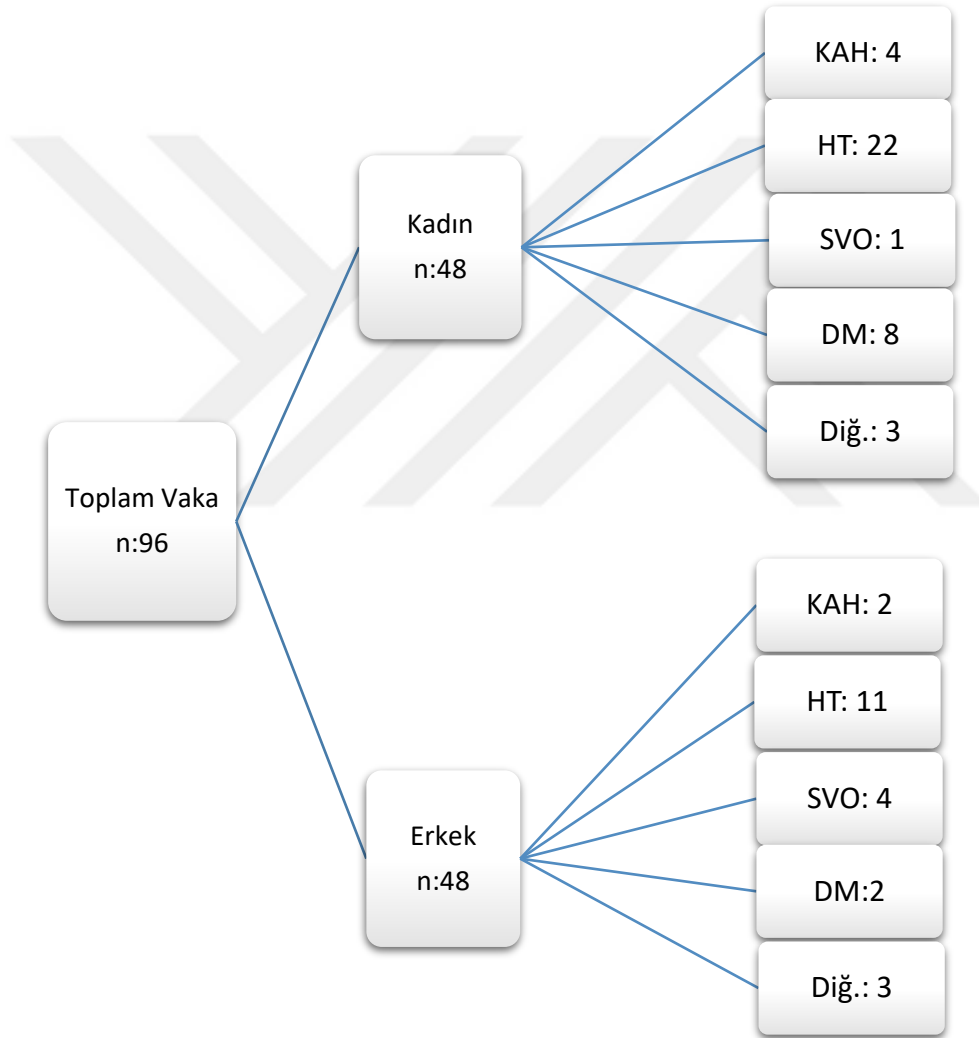 Toplam Vaka
n:96
Kadın
n:48
KAH: 4
HT: 22
SVO: 1
DM: 8
Diğ.: 3
Erkek
n:48
KAH: 2
HT: 11
SVO: 4
DM:2
Diğ.: 3